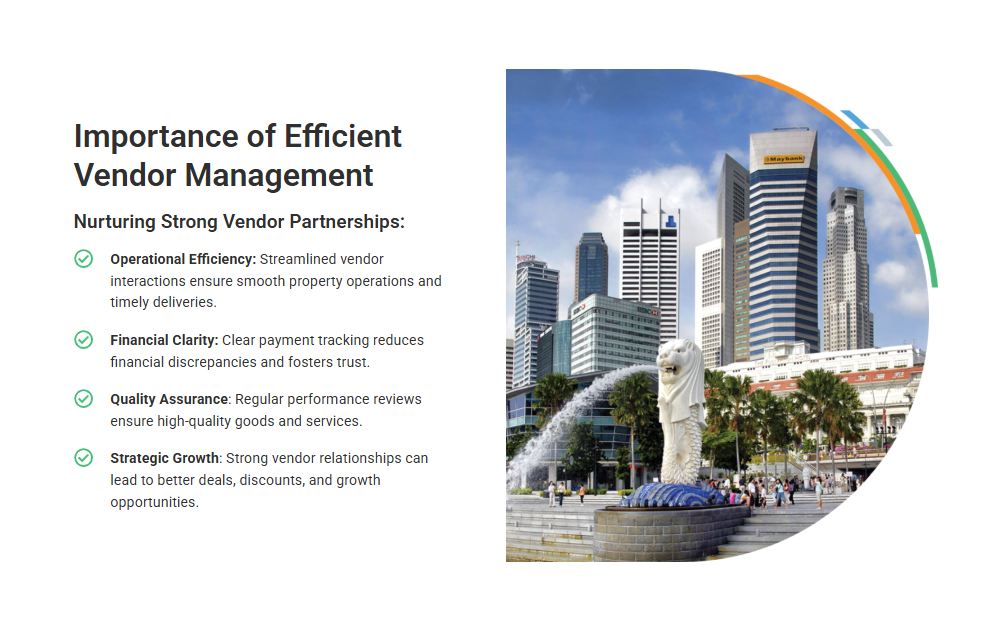 Importance of Efficient
Vendor Management
Nurturing Strong Vendor Partnerships:
Operational Efficiency: Streamlined vendor
interactions ensure smooth property operations and
timely deliveries.
Financial Clarity: Clear payment tracking reduces
financial discrepancies and fosters trust.
Quality Assurance: Regular performance reviews
ensure high-quality goods and services.
Strategic Growth: Strong vendor relationships can
lead to better deals, discounts, and growth
opportunities.
Maybank